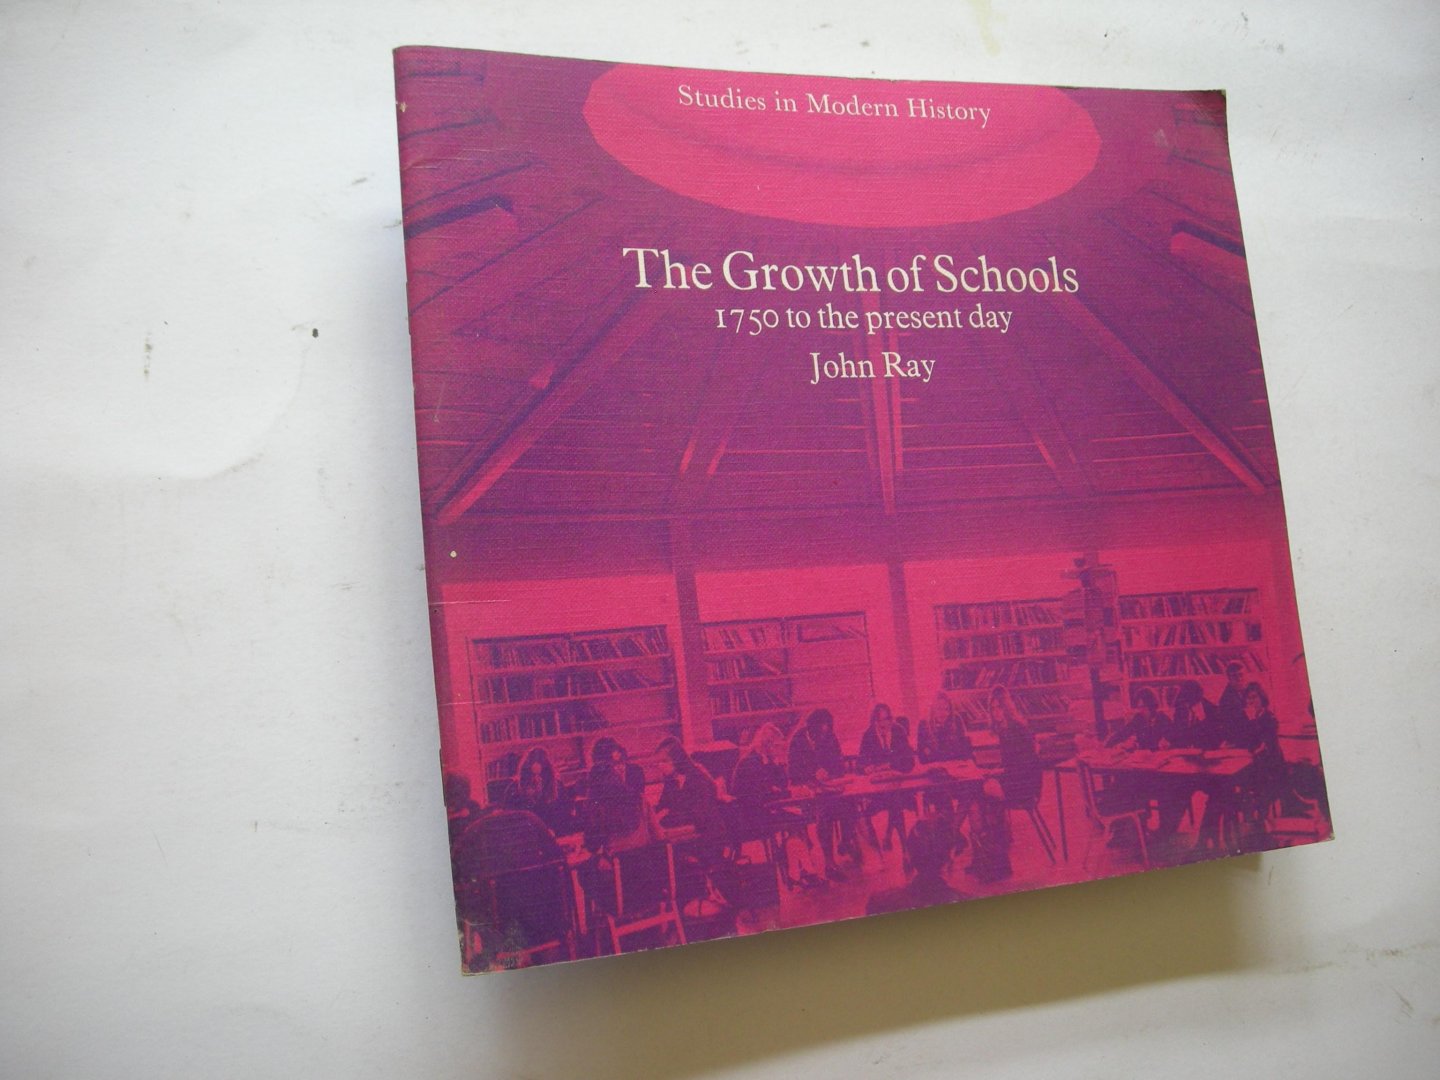 Studies in Modern History
The Growth of Schools
1750 to the present day
John Ray